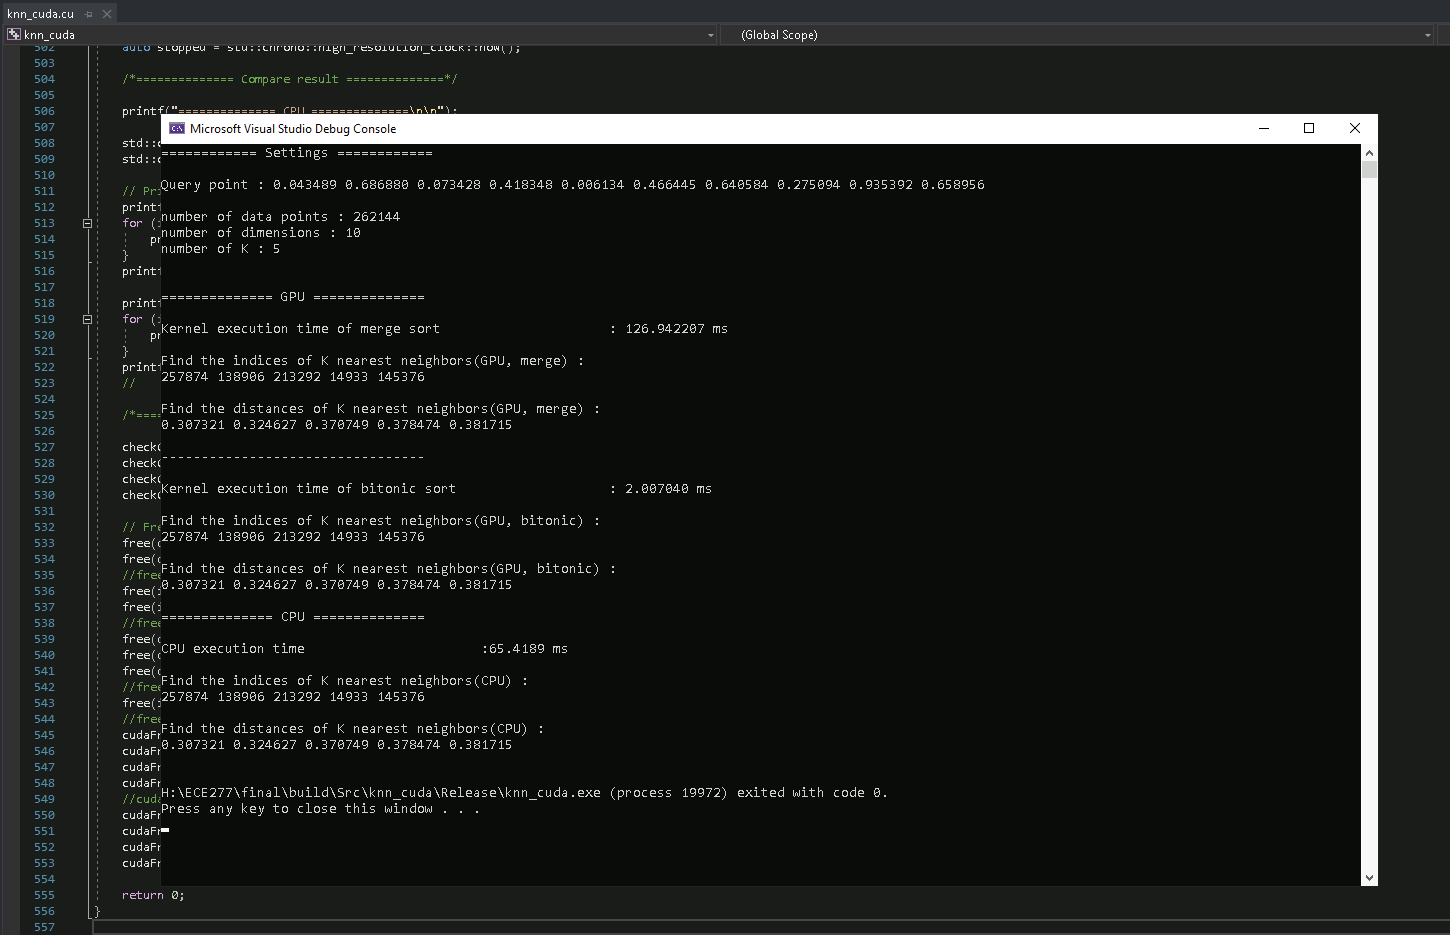 knn_cuda.cu
knn_cuda
(Global Scope)
502 auto stopped = std::chrono::high_resolution_clock::now();
503
504 /*============== Compare result ==============*/
505
506 printf("============== CPU ==============\n\n");
507
508 std::
509 std::
510
511 // Pri
512 print
513 for (
514 pr
515 }
516 print
517
518 print
519 for (
520 pr
521 }
522 print
523 //
524
525 /*===
526
527 check
528 check
529 check
530 check
531
532 // Fre
533 free(
534 free(
535 //free
536 free(
537 free(
538 //free
539 free(
540 free(
541 free(
542 //free
543 free(
544 //free
545 cudaFr
546 cudaFr
547 cudaFr
548 cudaFr
549 //cuda
550 cudaFr
551 cudaFr
552 cudaFr
553 cudaFr
554
555 return 0;
556 }
557
Microsoft Visual Studio Debug Console
============ Settings ============
Query point : 0.043489 0.686880 0.073428 0.418348 0.006134 0.466445 0.640584 0.275094 0.935392 0.658956
number of data points : 262144
number of dimensions : 10
number of K : 5
============== GPU ==============
Kernel execution time of merge sort : 126.942207 ms
Find the indices of K nearest neighbors(GPU, merge) :
257874 138906 213292 14933 145376
Find the distances of K nearest neighbors(GPU, merge) :
0.307321 0.324627 0.370749 0.378474 0.381715
---------------------------------
Kernel execution time of bitonic sort : 2.007040 ms
Find the indices of K nearest neighbors(GPU, bitonic) :
257874 138906 213292 14933 145376
Find the distances of K nearest neighbors(GPU, bitonic) :
0.307321 0.324627 0.370749 0.378474 0.381715
============== CPU ==============
CPU execution time :65.4189 ms
Find the indices of K nearest neighbors(CPU) :
257874 138906 213292 14933 145376
Find the distances of K nearest neighbors(CPU) :
0.307321 0.324627 0.370749 0.378474 0.381715
H:\ECE277\final\build\Src\knn_cuda\Release\knn_cuda.exe (process 19972) exited with code 0.
Press any key to close this window . . .